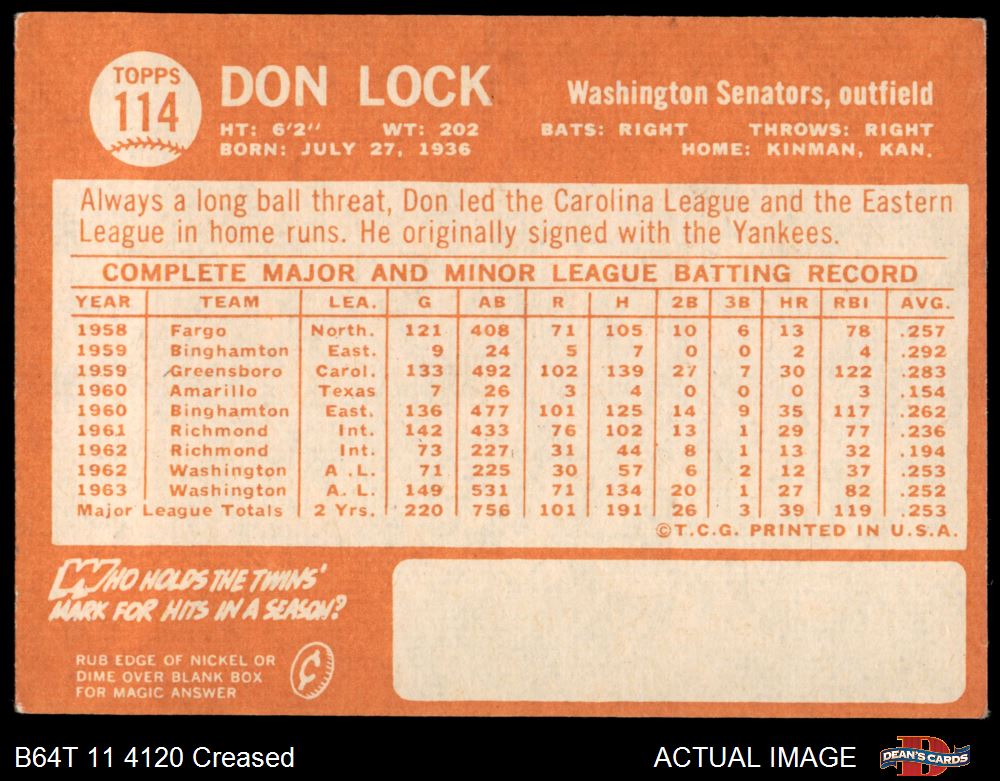 TOPPS
114
DON LOCK
Washington Senators, outfield
HT: 6'2" WT: 202 BATS: RIGHT THROWS: RIGHT
BORN: JULY 27, 1936 HOME: KINMAN, KAN.
Always a long ball threat, Don led the Carolina League and the Eastern
League in home runs. He originally signed with the Yankees.
COMPLETE MAJOR AND MINOR LEAGUE BATTING RECORD
YEAR TEAM LEA. G AB R H 2B 3B HR RBI AVG.
1958 Fargo North. 121 408 71 105 10 6 13 78 .257
1959 Binghamton East. 9 24 5 7 0 0 2 4 .292
1959 Greensboro Carol. 133 492 102 139 27 7 30 122 .283
1960 Amarillo Texas 7 26 3 4 0 0 0 3 .154
1960 Binghamton East. 136 477 101 125 14 9 35 117 .262
1961 Richmond Int. 142 433 76 102 13 1 29 77 .236
1962 Richmond Int. 73 227 31 44 8 1 13 32 .194
1962 Washington A.L. 71 225 30 57 6 2 12 37 .253
1963 Washington A.L. 149 531 71 134 20 1 27 82 .252
Major League Totals 2 Yrs. 220 756 101 191 26 3 39 119 .253
©T.C.G. PRINTED IN U.S.A.
WHO HOLDS THE TWINS'
MARK FOR HITS IN A SEASON?
RUB EDGE OF NICKEL OR
DIME OVER BLANK BOX
FOR MAGIC ANSWER
B64T 11 4120 Creased
ACTUAL IMAGE
DEAN'S CARDS